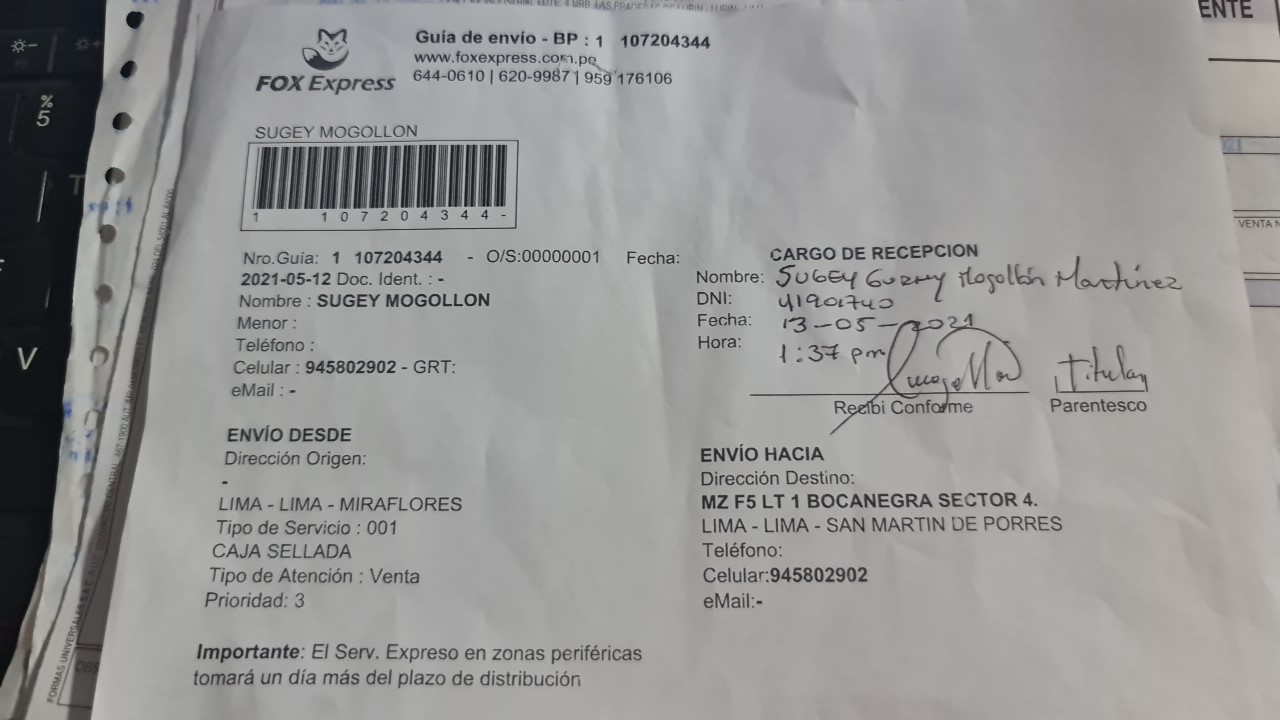 ENTE
Guía de envío - BP : 1 107204344
www.foxexpress.com.pe
644-0610 | 620-9987 | 959 176106
FOX Express
SUGEY MOGOLLON
1 107204344-
Nro.Guía: 1 107204344 - O/S:00000001 Fecha:
2021-05-12 Doc. Ident. : -
Nombre : SUGEY MOGOLLON
Menor :
Teléfono :
Celular : 945802902 - GRT:
eMail : -
CARGO DE RECEPCION
Nombre: SUGEY Mogollón Martínez
DNI: 41901740
Fecha: 13-05-2021
Hora: 1:37 pm
Titular
Recibi Conforme Parentesco
ENVÍO DESDE
Dirección Origen:
-
LIMA - LIMA - MIRAFLORES
Tipo de Servicio : 001
CAJA SELLADA
Tipo de Atención : Venta
Prioridad: 3
ENVÍO HACIA
Dirección Destino:
MZ F5 LT 1 BOCANEGRA SECTOR 4.
LIMA - LIMA - SAN MARTIN DE PORRES
Teléfono:
Celular:945802902
eMail:-
Importante: El Serv. Expreso en zonas periféricas
tomará un día más del plazo de distribución
VENTA
% 5
T
V
FORMAS UNIVERSALES S.A.C.
OBS